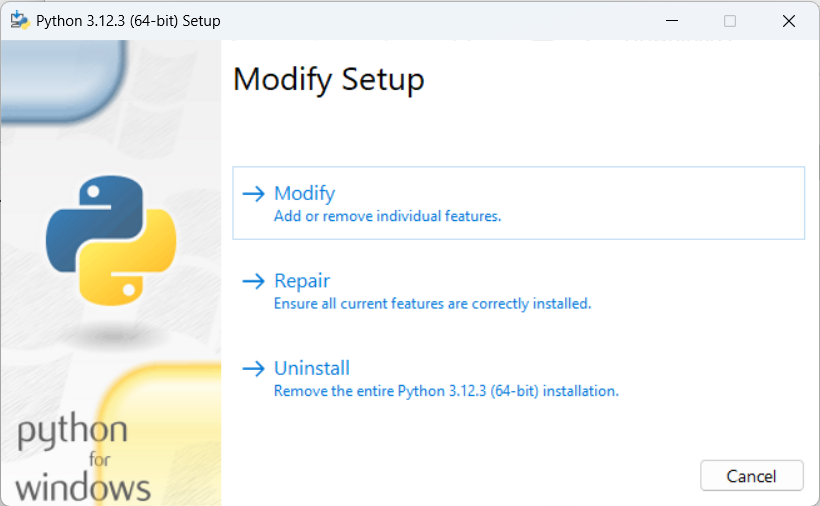 Python 3.12.3 (64-bit) Setup
Modify Setup
Modify
Add or remove individual features.
Repair
Ensure all current features are correctly installed.
Uninstall
Remove the entire Python 3.12.3 (64-bit) installation.
python
for
windows
Cancel